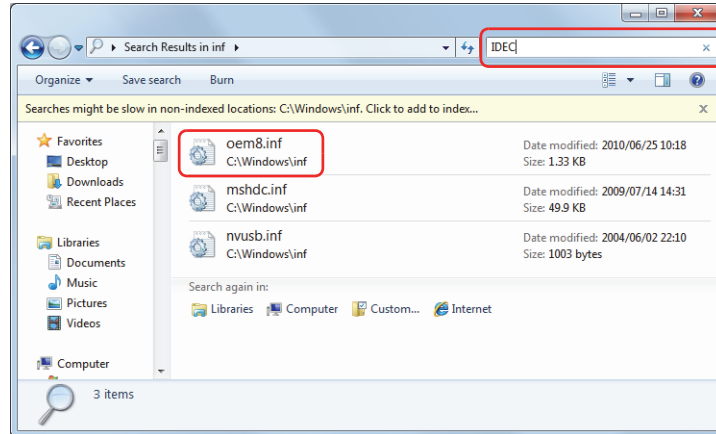 Search Results in inf
IDEC
Organize Save search Burn
Searches might be slow in non-indexed locations: C:\Windows\inf. Click to add to index...
Favorites
Desktop
Downloads
Recent Places
Libraries
Documents
Music
Pictures
Videos
Computer
oem8.inf
C:\Windows\inf
Date modified: 2010/06/25 10:18
Size: 1.33 KB
mshdc.inf
C:\Windows\inf
Date modified: 2009/07/14 14:31
Size: 49.9 KB
nvusb.inf
C:\Windows\inf
Date modified: 2004/06/02 22:10
Size: 1003 bytes
Search again in:
Libraries Computer Custom... Internet
3 items